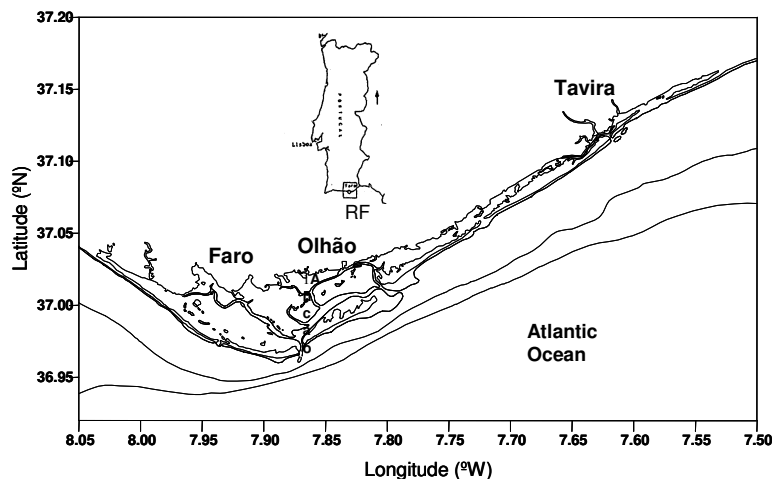 37.20
37.15
37.10
37.05
37.00
36.95
Latitude (ºN)
Lisboa
RF
Tavira
Faro
Olhão
A
C
Atlantic
Ocean
8.05 8.00 7.95 7.90 7.85 7.80 7.75 7.70 7.65 7.60 7.55 7.50
Longitude (ºW)